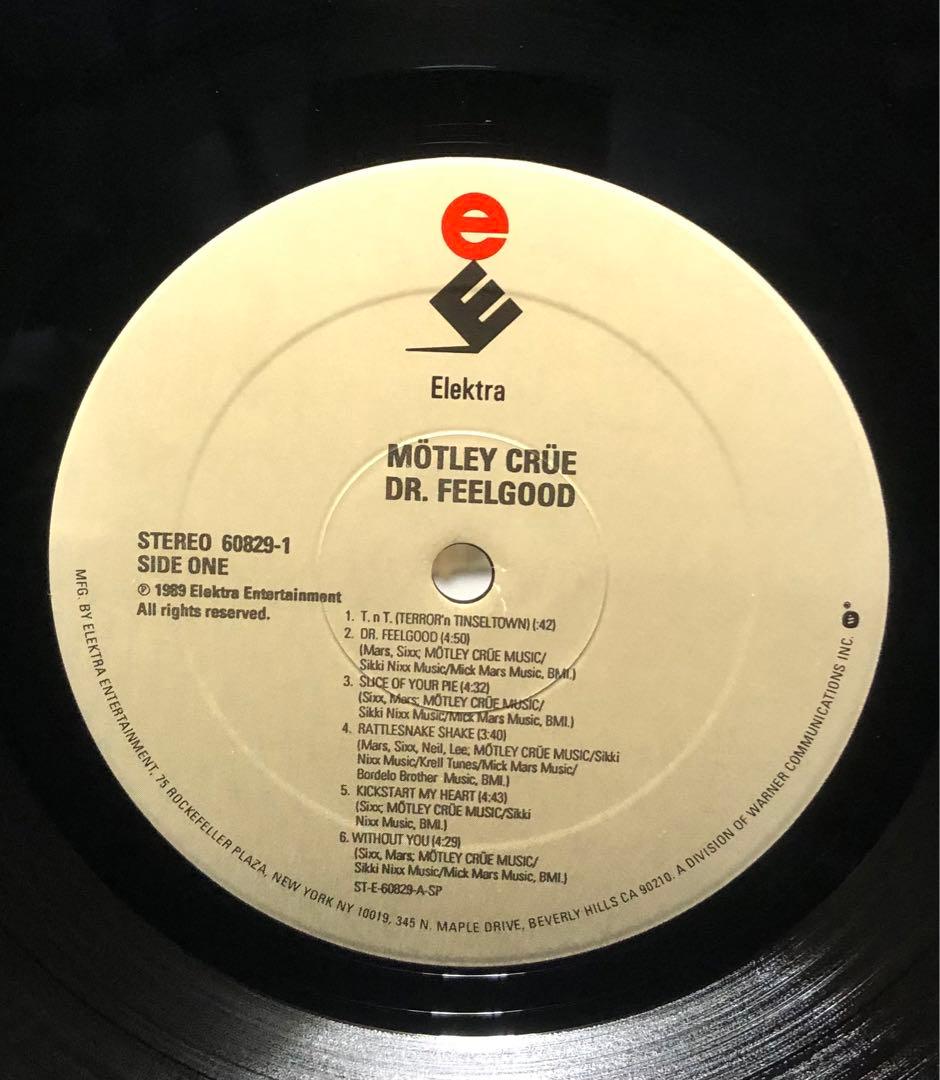 e
E
Elektra
MÖTLEY CRÜE
DR. FEELGOOD
STEREO 60829-1
SIDE ONE
℗ 1989 Elektra Entertainment
All rights reserved.
1. T. n T. (TERROR'n TINSELTOWN) (:42)
2. DR. FEELGOOD (4:50)
(Mars, Sixx; MÖTLEY CRÜE MUSIC/
Sikki Nixx Music/Mick Mars Music, BMI.)
3. SLICE OF YOUR PIE (4:32)
(Sixx, Mars; MÖTLEY CRÜE MUSIC/
Sikki Nixx Music/Mick Mars Music, BMI.)
4. RATTLESNAKE SHAKE (3:40)
(Mars, Sixx, Neil, Lee; MÖTLEY CRÜE MUSIC/Sikki
Nixx Music/Krell Tunes/Mick Mars Music/
Bordelo Brother Music, BMI.)
5. KICKSTART MY HEART (4:43)
(Sixx; MÖTLEY CRÜE MUSIC/Sikki
Nixx Music, BMI.)
6. WITHOUT YOU (4:29)
(Sixx, Mars; MÖTLEY CRÜE MUSIC/
Sikki Nixx Music/Mick Mars Music, BMI.)
ST-E-60829-A-SP
MFG. BY ELEKTRA ENTERTAINMENT, 75 ROCKEFELLER PLAZA, NEW YORK NY 10019, 345 N. MAPLE DRIVE, BEVERLY HILLS CA 90210. A DIVISION OF WARNER COMMUNICATIONS INC.